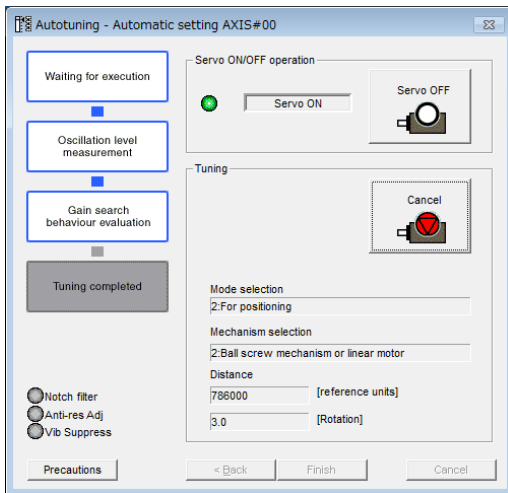 Autotuning - Automatic setting AXIS#00
Waiting for execution
Oscillation level
measurement
Gain search
behaviour evaluation
Tuning completed
Notch filter
Anti-res Adj
Vib Suppress
Servo ON/OFF operation
Servo ON
Servo OFF
Tuning
Cancel
Mode selection
2:For positioning
Mechanism selection
2:Ball screw mechanism or linear motor
Distance
786000 [reference units]
3.0 [Rotation]
Precautions
< Back
Finish
Cancel